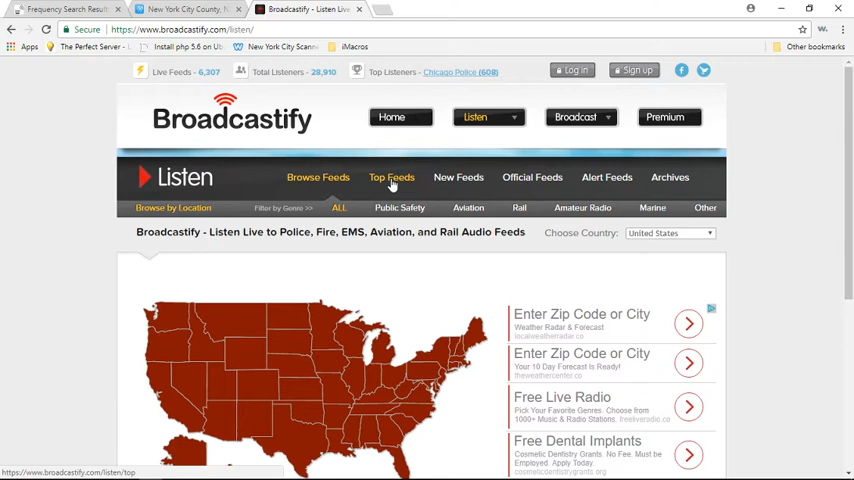 Frequency Search Result
New York City County, N
Broadcastify - Listen Liv
Secure
https://www.broadcastify.com/listen/
Apps
The Perfect Server -
Install php 5.6 on Ub
New York City Scanne
iMacros
Other bookmarks
Live Feeds - 6,307
Total Listeners - 28,910
Top Listeners - Chicago Police (608)
Log in
Sign up
Broadcastify
Home
Listen
Broadcast
Premium
Listen
Browse Feeds
Top Feeds
New Feeds
Official Feeds
Alert Feeds
Archives
Browse by Location
Filter by Genre >>
ALL
Public Safety
Aviation
Rail
Amateur Radio
Marine
Other
Broadcastify - Listen Live to Police, Fire, EMS, Aviation, and Rail Audio Feeds
Choose Country:
United States
Enter Zip Code or City
Weather Radar & Forecast
localweatherradar.co
Enter Zip Code or City
Your 10 Day Forecast Is Ready!
theweathercenter.co
Free Live Radio
Pick Your Favorite Genres. Choose from
1000+ Music & Radio Stations. freeliveradio.co
Free Dental Implants
Cosmetic Dentistry Grants. No Fee. Must be
Employed. Apply Today.
cosmeticdentistrygrants.org
https://www.broadcastify.com/listen/top